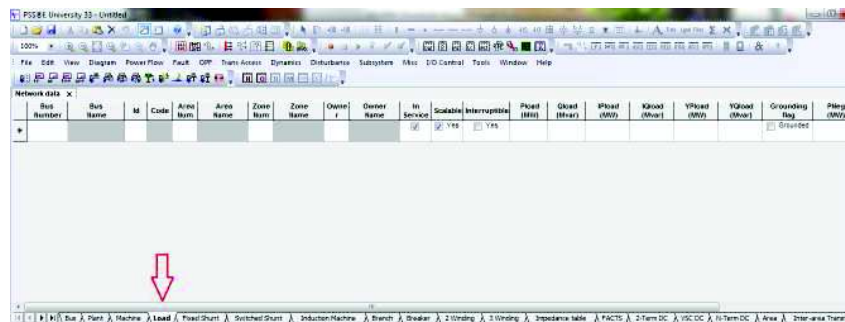 PSS®E University 33 - Untitled
100%
File Edit View Diagram Power Flow Fault OPF Trans Access Dynamics Disturbance Subsystem Misc I/O Control Tools Window Help
Network data ×
Bus Number Bus Name Id Code Area Num Area Name Zone Num Zone Name Owner Owner Name In Service Scalable Interruptible Pload (MW) Qload (Mvar) IPload (MW) IQload (Mvar) YPload (MW) YQload (Mvar) Grounding flag PNeg (MW)
Yes Yes Grounded
Bus Plant Machine Load Fixed Shunt Switched Shunt Induction Machine Branch Breaker 2 Winding 3 Winding Impedance table FACTS 2-Term DC VSC DC N-Term DC Area Inter-area Trans